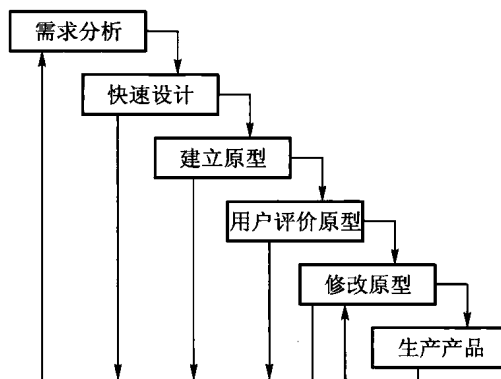 需求分析
快速设计
建立原型
用户评价原型
修改原型
生产产品